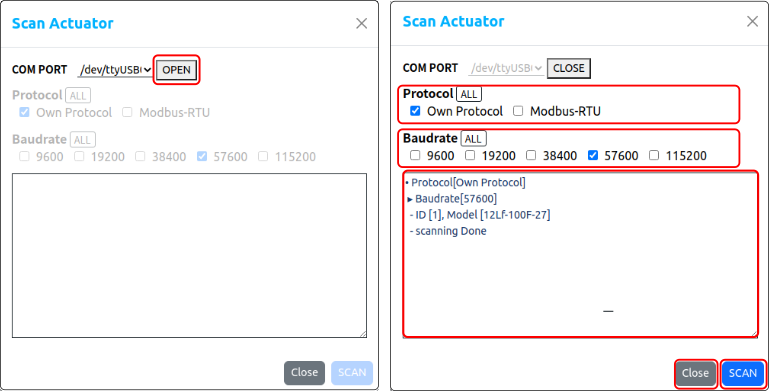 Scan Actuator
COM PORT /dev/ttyUSB0 OPEN
Protocol ALL
Own Protocol Modbus-RTU
Baudrate ALL
9600 19200 38400 57600 115200
Close SCAN
Scan Actuator
COM PORT /dev/ttyUSB0 CLOSE
Protocol ALL
Own Protocol Modbus-RTU
Baudrate ALL
9600 19200 38400 57600 115200
• Protocol[Own Protocol]
▸ Baudrate[57600]
- ID [1], Model [12Lf-100F-27]
- scanning Done
Close SCAN